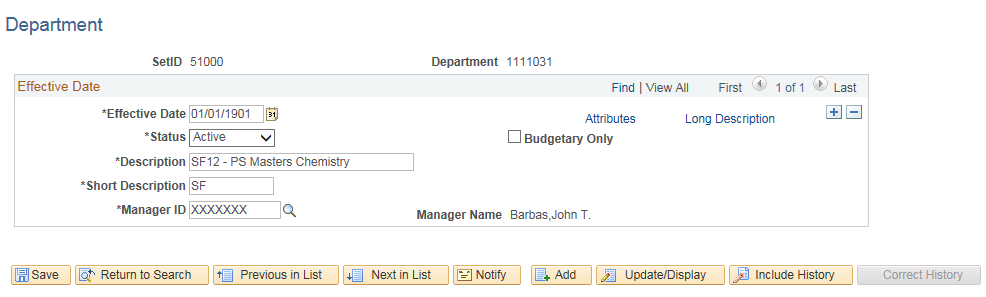 Department
SetID 51000 Department 1111031
Effective Date Find | View All First 1 of 1 Last
*Effective Date 01/01/1901 31 Attributes Long Description
*Status Active Budgetary Only
*Description SF12 - PS Masters Chemistry
*Short Description SF
*Manager ID XXXXXXX Manager Name Barbas,John T.
Save Return to Search Previous in List Next in List Notify Add Update/Display Include History Correct History